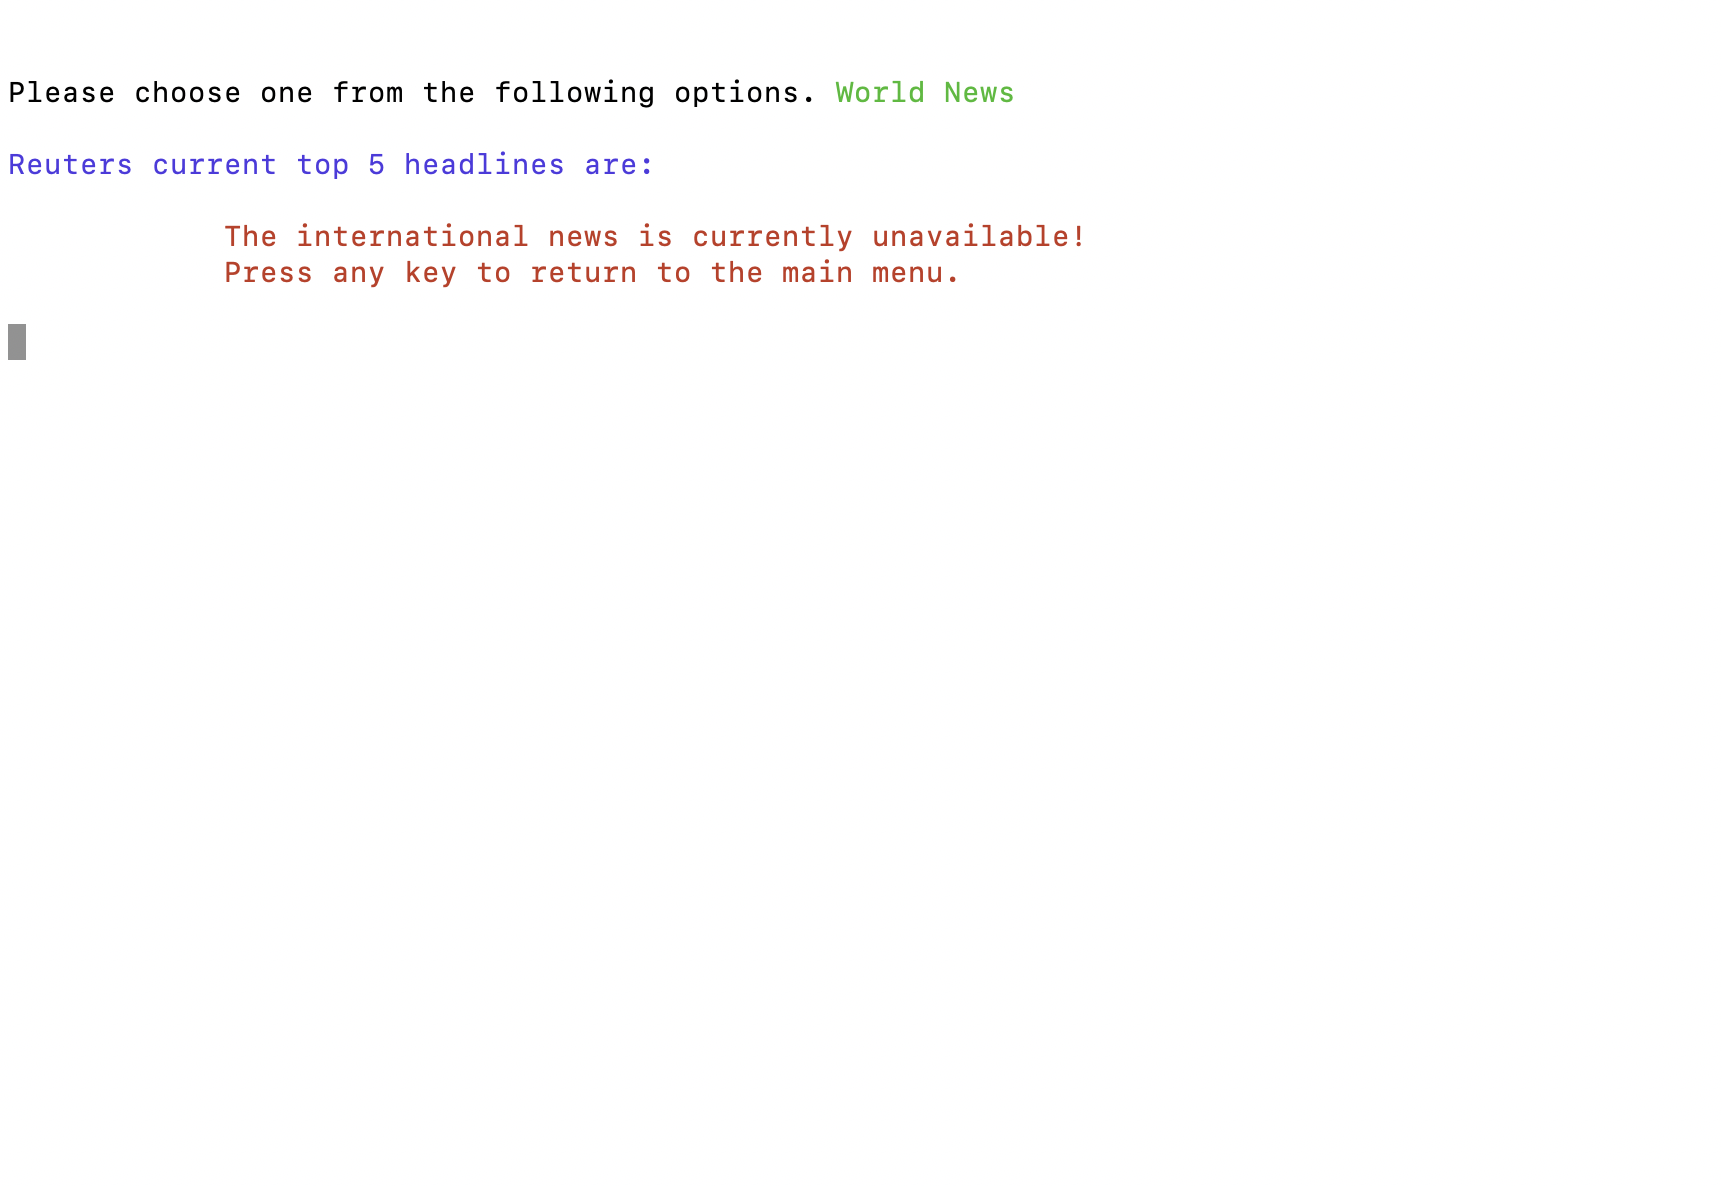 Please choose one from the following options. World News
Reuters current top 5 headlines are:
The international news is currently unavailable!
Press any key to return to the main menu.